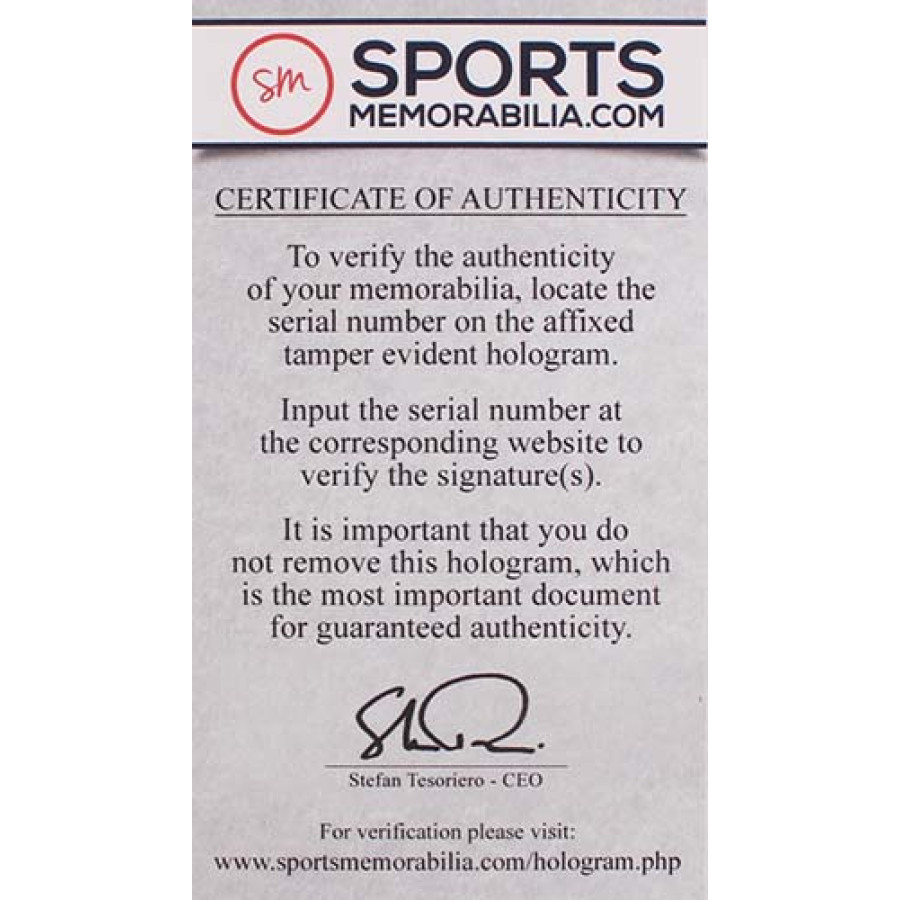 SM
SPORTS
MEMORABILIA.COM
CERTIFICATE OF AUTHENTICITY
To verify the authenticity
of your memorabilia, locate the
serial number on the affixed
tamper evident hologram.
Input the serial number at
the corresponding website to
verify the signature(s).
It is important that you do
not remove this hologram, which
is the most important document
for guaranteed authenticity.
Stefan Tesoriero - CEO
For verification please visit:
www.sportsmemorabilia.com/hologram.php